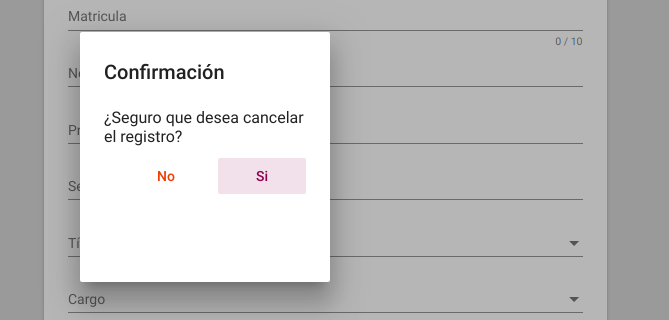 Matricula
0 / 10
Confirmación
¿Seguro que desea cancelar
el registro?
No
Si
Cargo